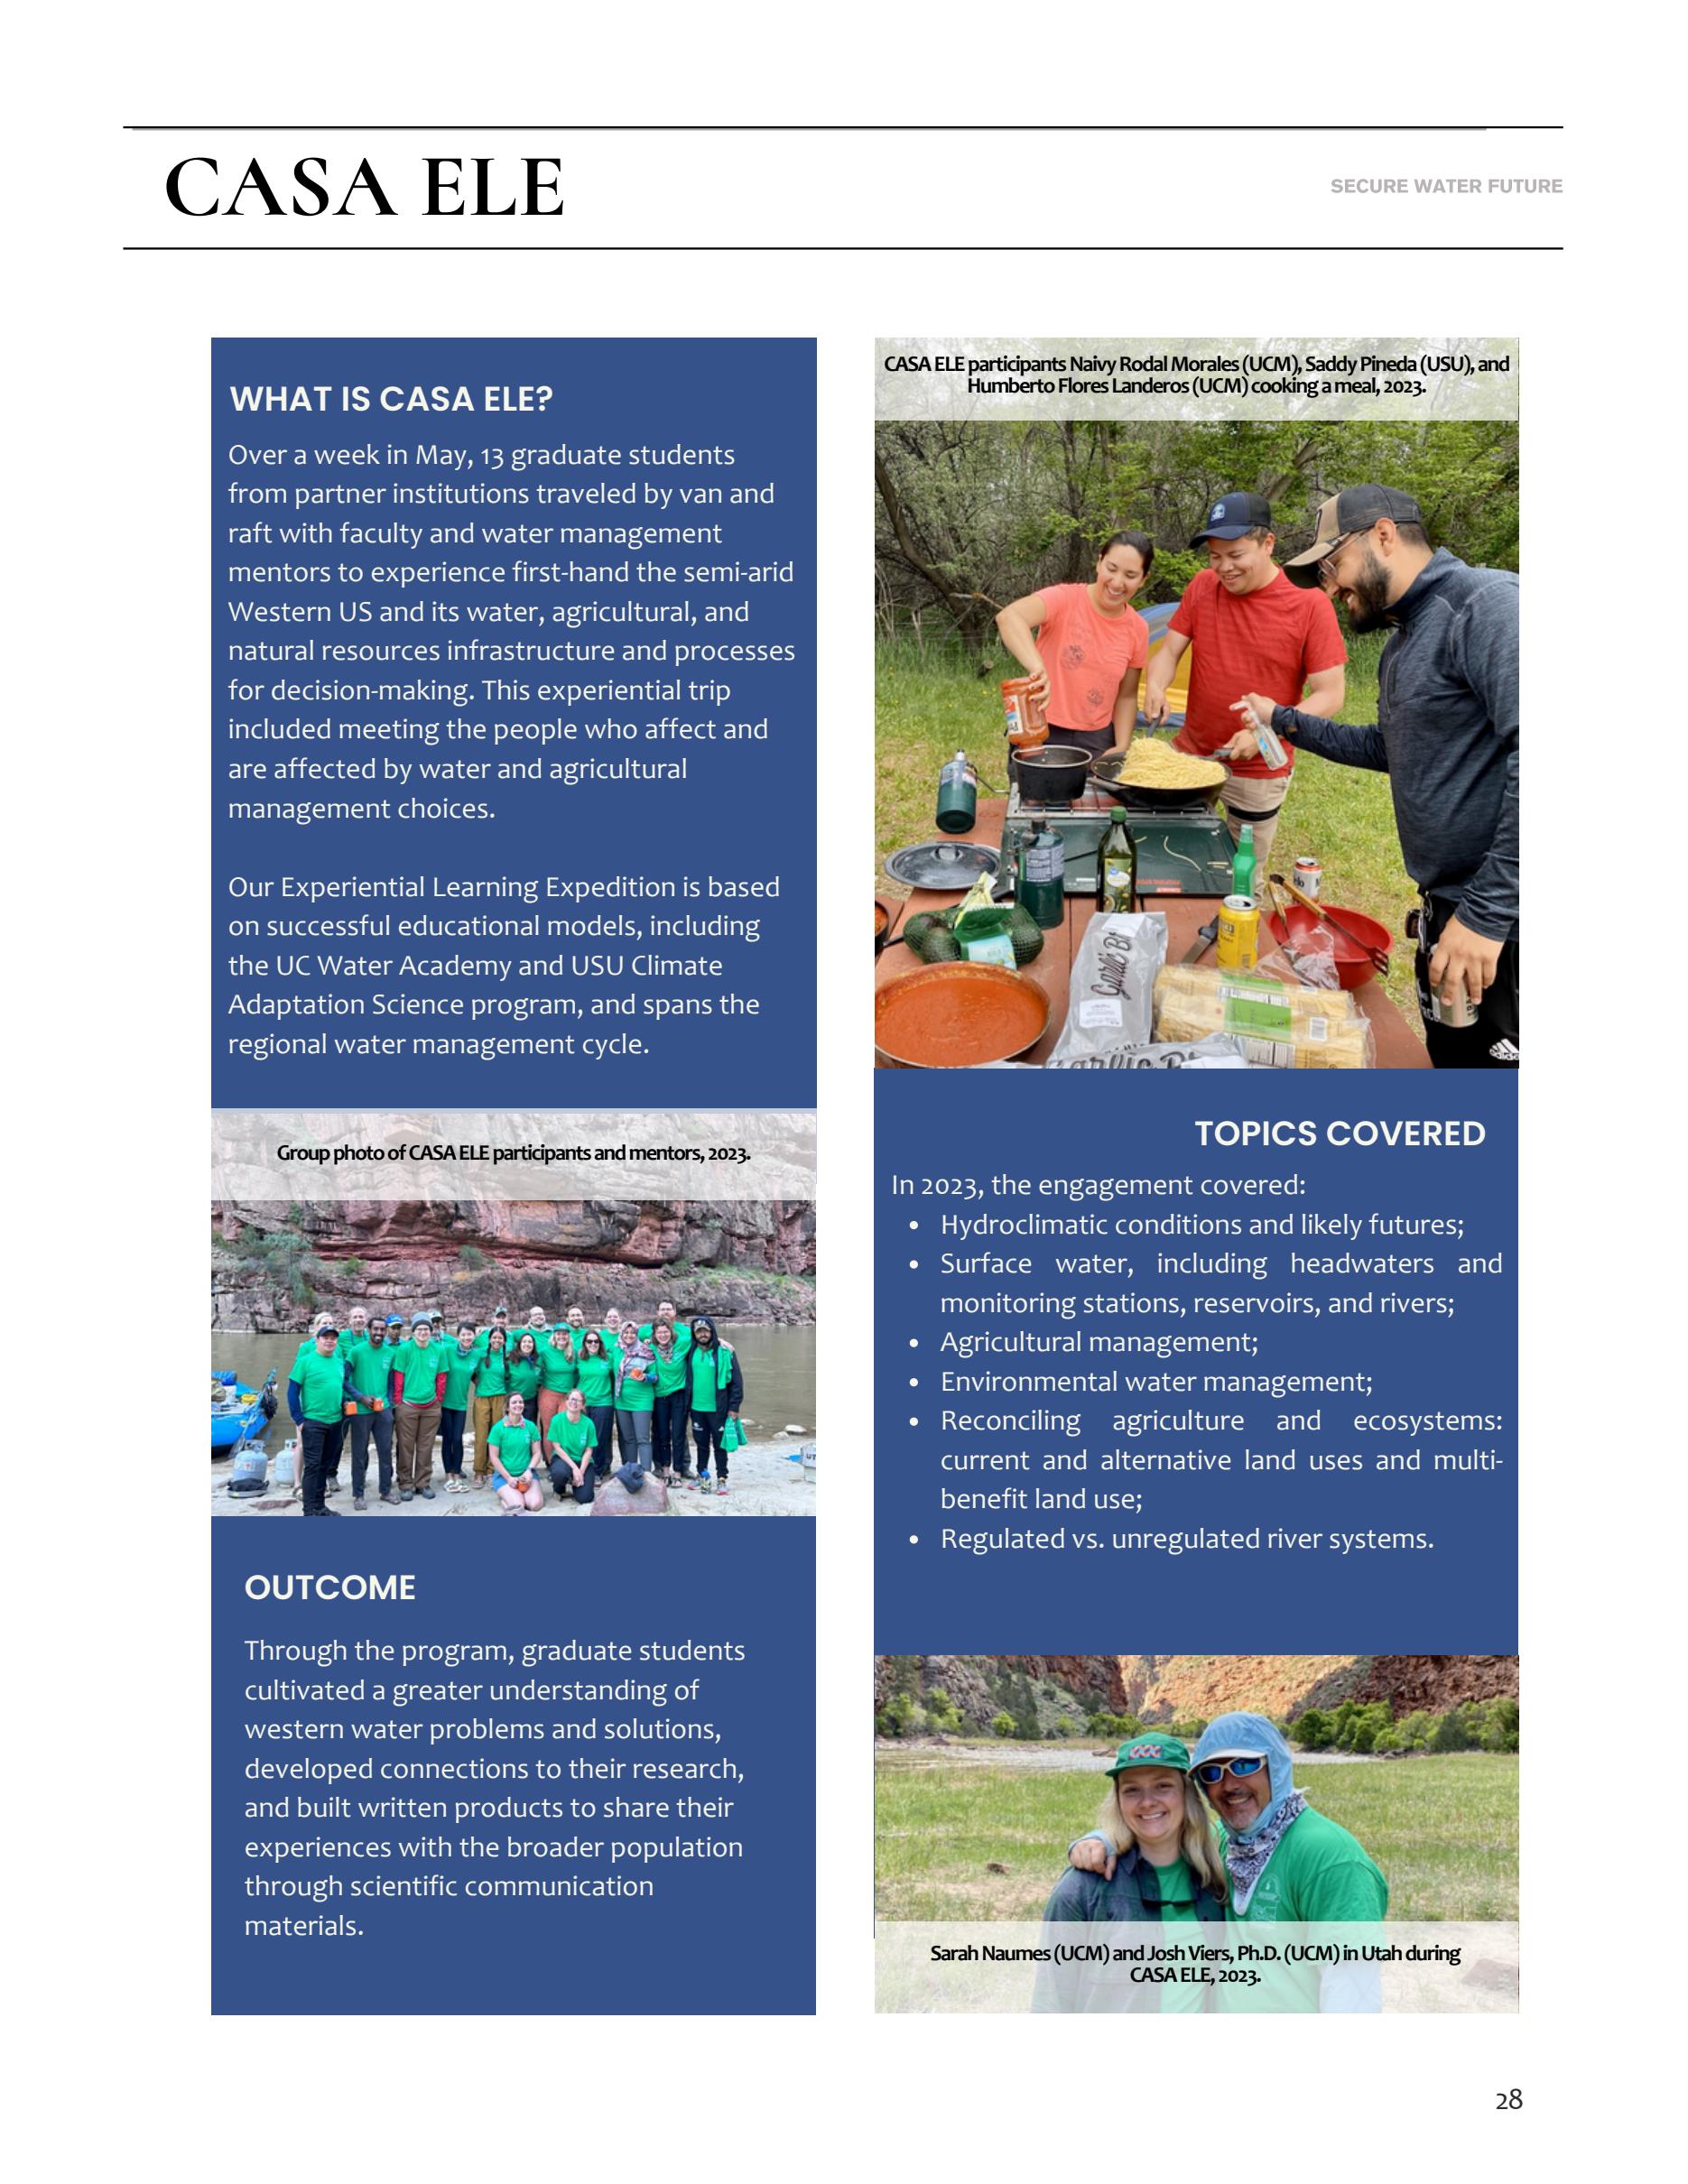 CASA ELE
SECURE WATER FUTURE
WHAT IS CASA ELE?
Over a week in May, 13 graduate students
from partner institutions traveled by van and
raft with faculty and water management
mentors to experience first-hand the semi-arid
Western US and its water, agricultural, and
natural resources infrastructure and processes
for decision-making. This experiential trip
included meeting the people who affect and
are affected by water and agricultural
management choices.
Our Experiential Learning Expedition is based
on successful educational models, including
the UC Water Academy and USU Climate
Adaptation Science program, and spans the
regional water management cycle.
Group photo of CASA ELE participants and mentors, 2023.
OUTCOME
Through the program, graduate students
cultivated a greater understanding of
western water problems and solutions,
developed connections to their research,
and built written products to share their
experiences with the broader population
through scientific communication
materials.
CASA ELE participants Naivy Rodal Morales (UCM), Saddy Pineda (USU), and
Humberto Flores Landeros (UCM) cooking a meal, 2023.
Garlic B
adidas
TOPICS COVERED
In 2023, the engagement covered:
• Hydroclimatic conditions and likely futures;
• Surface water, including headwaters and
monitoring stations, reservoirs, and rivers;
• Agricultural management;
• Environmental water management;
• Reconciling agriculture and ecosystems:
current and alternative land uses and multi-
benefit land use;
• Regulated vs. unregulated river systems.
Sarah Naumes (UCM) and Josh Viers, Ph.D. (UCM) in Utah during
CASA ELE, 2023.
28